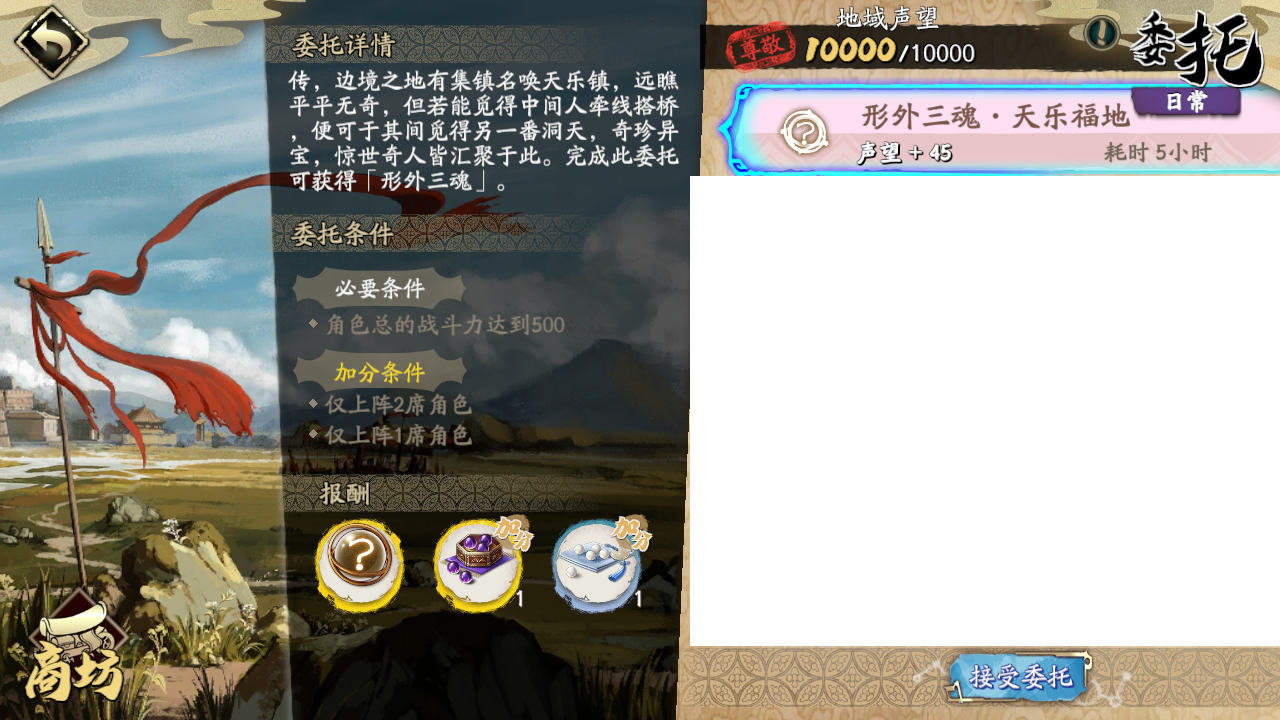 委托详情
传，边境之地有集镇名唤天乐镇，远瞧
平平无奇，但若能觅得中间人牵线搭桥
，便可于其间觅得另一番洞天，奇珍异
宝，惊世奇人皆汇聚于此。完成此委托
可获得「形外三魂」。
委托条件
必要条件
角色总的战斗力达到500
加分条件
仅上阵2席角色
仅上阵1席角色
报酬
加分
1
加分
1
商坊
地域声望
尊敬
10000/10000
委托
日常
形外三魂·天乐福地
声望+45
耗时5小时
接受委托